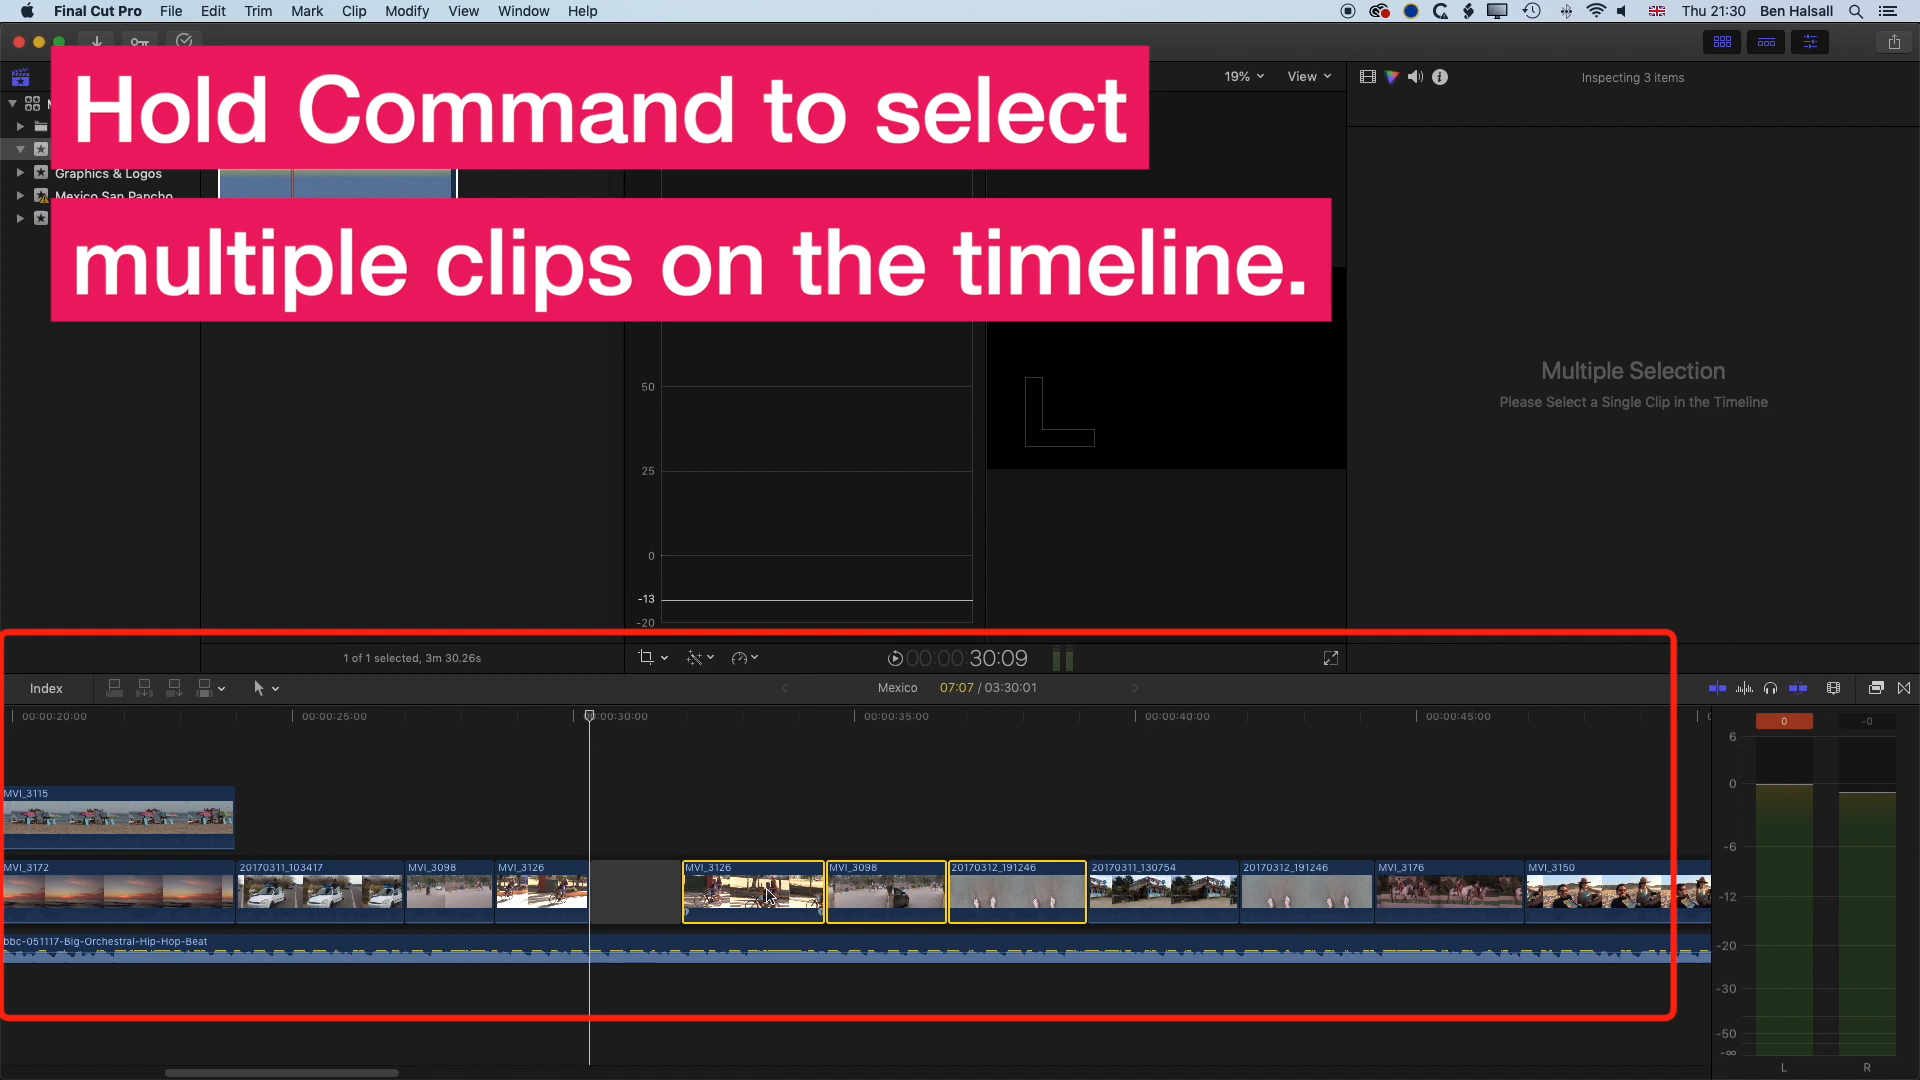 Final Cut Pro File Edit Trim Mark Clip Modify View Window Help Thu 21:30 Ben Halsall
Hold Command to select
multiple clips on the timeline.
19% View
Inspecting 3 items
Graphics & Logos
Mexico San Pancho
50
25
0
-13
-20
Multiple Selection
Please Select a Single Clip in the Timeline
1 of 1 selected, 3m 30.26s
00:00:30:09
Index
Mexico 07:07 / 03:30:01
00:00:20:00 00:00:25:00 00:00:30:00 00:00:35:00 00:00:40:00 00:00:45:00
0 -0
6
0
-6
-12
-20
-30
-50
-∞
L R
MVI_3115
MVI_3172 20170311_103417 MVI_3098 MVI_3126 MVI_3126 MVI_3098 20170312_191246 20170311_130754 20170312_191246 MVI_3176 MVI_3150
bbc-051117-Big-Orchestral-Hip-Hop-Beat